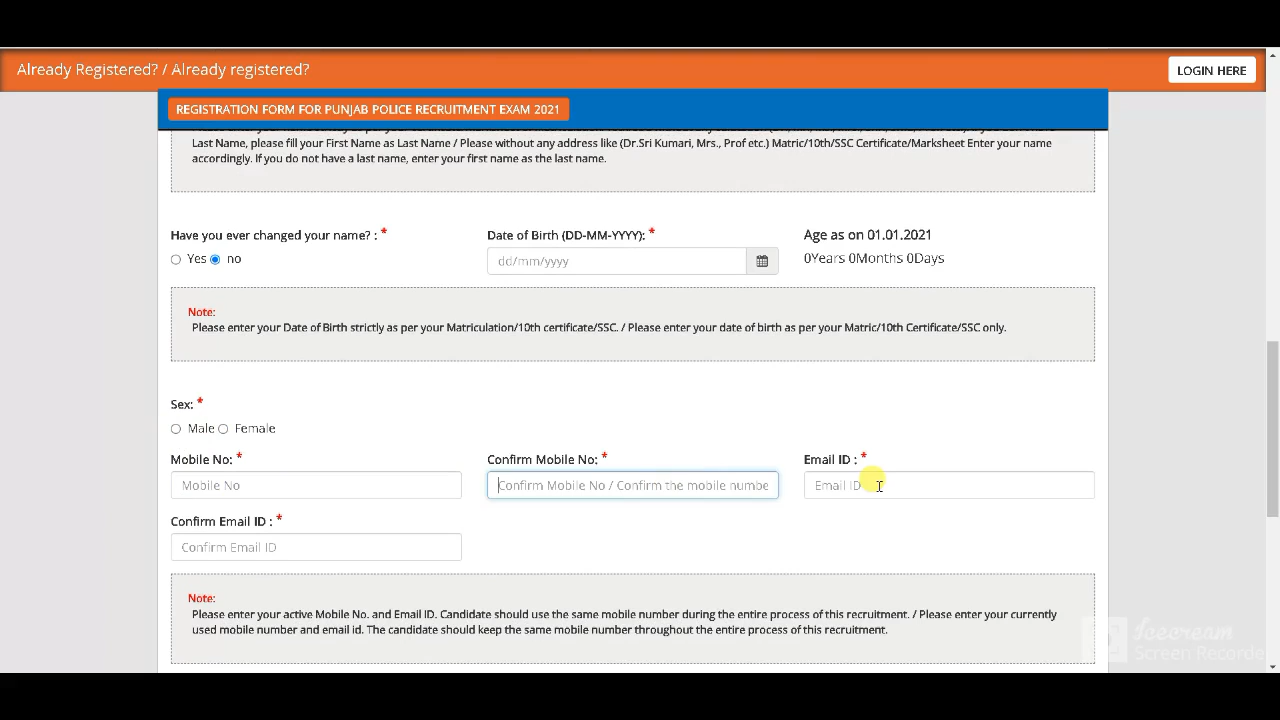 Already Registered? / Already registered?
LOGIN HERE
REGISTRATION FORM FOR PUNJAB POLICE RECRUITMENT EXAM 2021
Last Name, please fill your First Name as Last Name / Please without any address like (Dr.Sri Kumari, Mrs., Prof etc.) Matric/10th/SSC Certificate/Marksheet Enter your name
accordingly. If you do not have a last name, enter your first name as the last name.
Have you ever changed your name? : *
Date of Birth (DD-MM-YYYY): *
Age as on 01.01.2021
Yes no
dd/mm/yyyy
0Years 0Months 0Days
Note:
Please enter your Date of Birth strictly as per your Matriculation/10th certificate/SSC. / Please enter your date of birth as per your Matric/10th Certificate/SSC only.
Sex: *
Male Female
Mobile No: *
Confirm Mobile No: *
Email ID : *
Mobile No
Confirm Mobile No / Confirm the mobile numbe
Email ID
Confirm Email ID : *
Confirm Email ID
Note:
Please enter your active Mobile No. and Email ID. Candidate should use the same mobile number during the entire process of this recruitment. / Please enter your currently
used mobile number and email id. The candidate should keep the same mobile number throughout the entire process of this recruitment.
Icecream
Screen Recorde